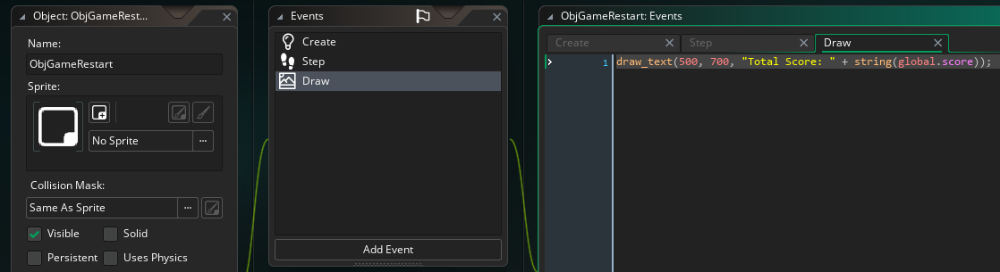 Object: ObjGameRest...
Name:
ObjGameRestart
Sprite:
No Sprite
...
Collision Mask:
Same As Sprite
...
Visible
Solid
Persistent
Uses Physics
Events
Create
Step
Draw
Add Event
ObjGameRestart: Events
Create
Step
Draw
1 draw_text(500, 700, "Total Score: " + string(global.score));